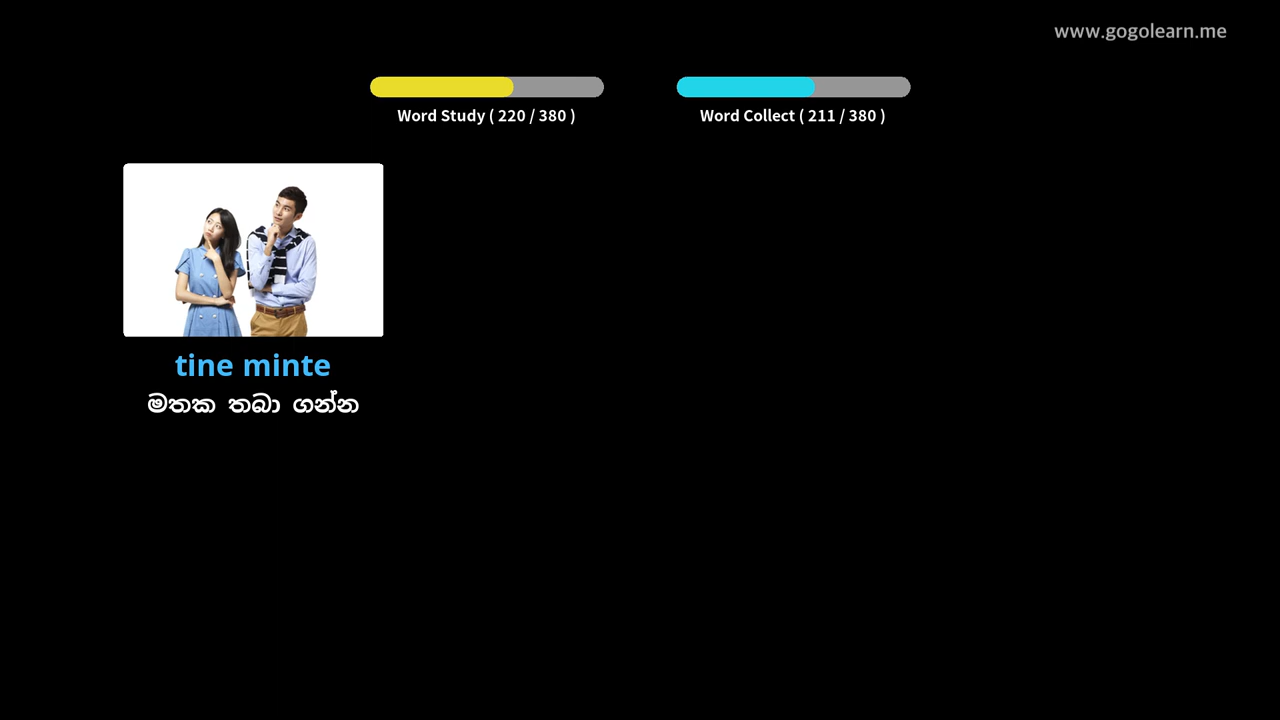 www.gogolearn.me
Word Study ( 220 / 380 )
Word Collect ( 211 / 380 )
tine minte
මතක තබා ගන්න